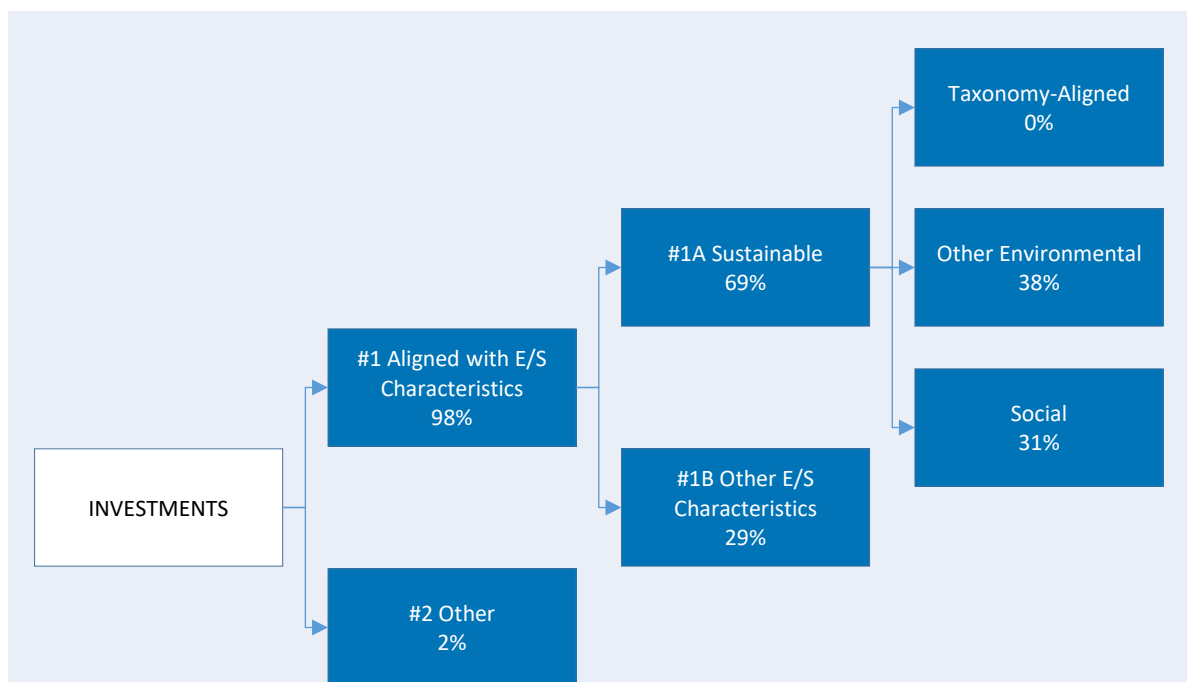 Taxonomy-Aligned
0%
#1A Sustainable
69%
Other Environmental
38%
#1 Aligned with E/S
Characteristics
98%
Social
31%
INVESTMENTS
#1B Other E/S
Characteristics
29%
#2 Other
2%